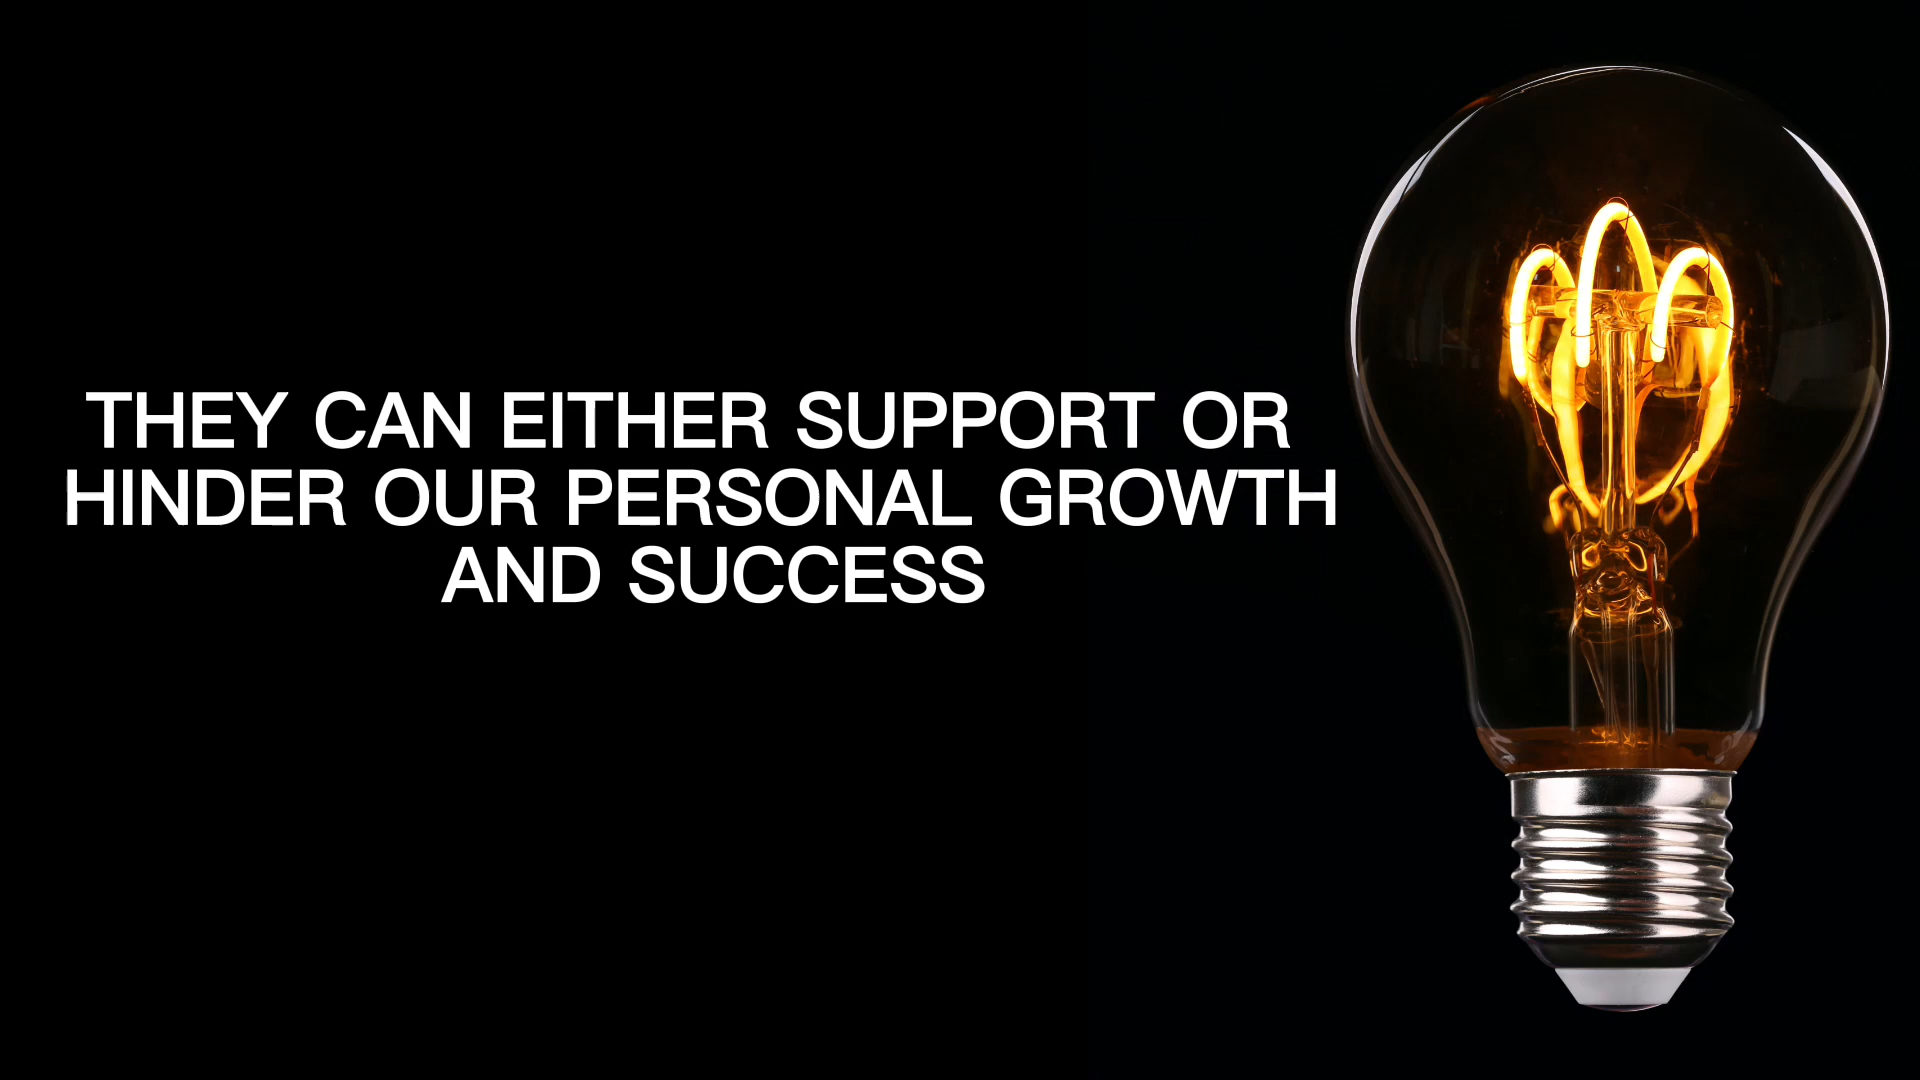 THEY CAN EITHER SUPPORT OR
HINDER OUR PERSONAL GROWTH
AND SUCCESS